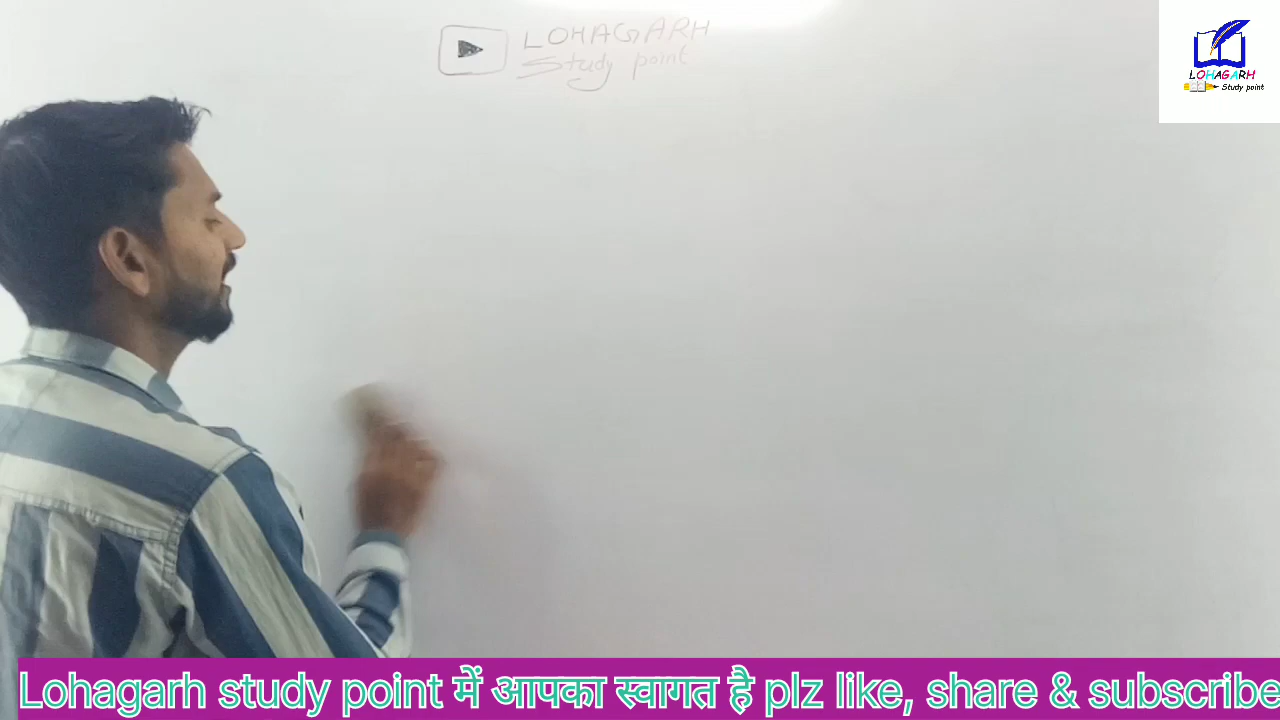 LOHAGARH
Study point
LOHAGARH
Study point
Lohagarh study point में आपका स्वागत है plz like, share & subscribe